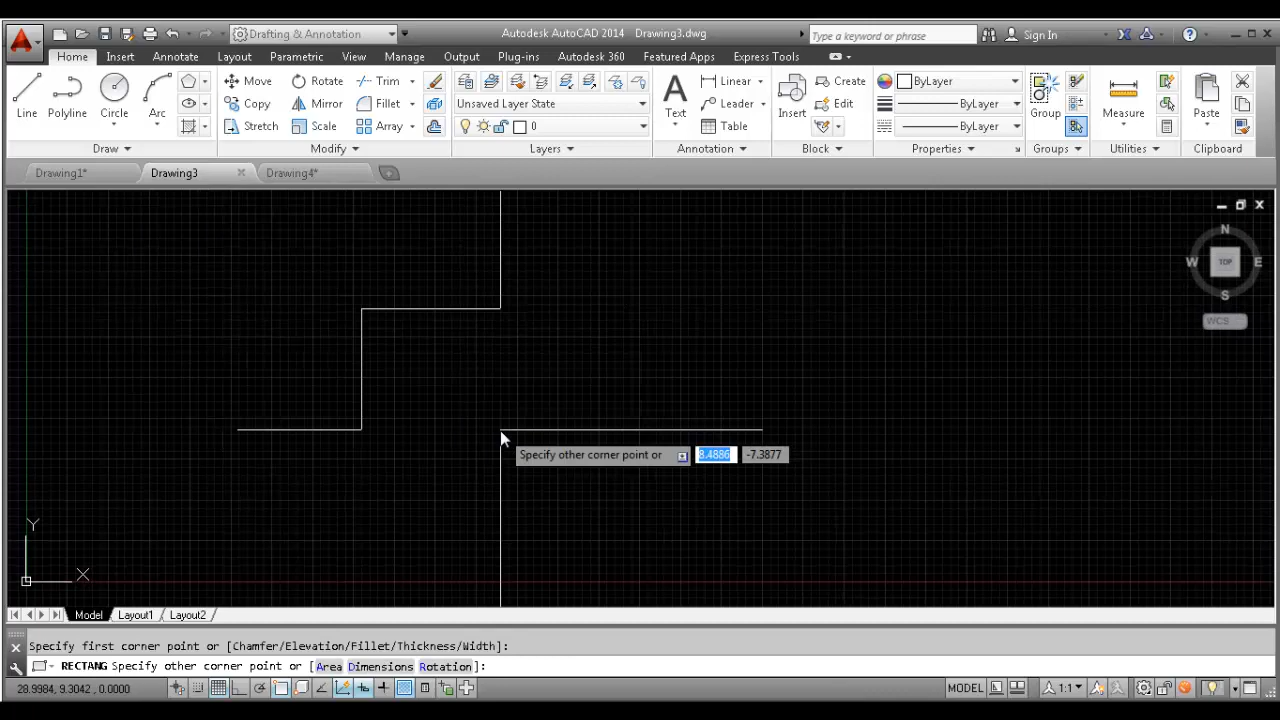 Drafting & Annotation
Autodesk AutoCAD 2014 Drawing3.dwg
Type a keyword or phrase
Sign In
Home Insert Annotate Layout Parametric View Manage Output Plug-ins Autodesk 360 Featured Apps Express Tools
Line Polyline Circle Arc
Move Rotate Trim
Copy Mirror Fillet
Stretch Scale Array
Unsaved Layer State
0
Text
Linear
Leader
Table
Insert
Create
Edit
ByLayer
ByLayer
ByLayer
Group
Measure
Paste
Draw Modify Layers Annotation Block Properties Groups Utilities Clipboard
Drawing1* Drawing3 Drawing4*
N
W TOP E
S
WCS
Specify other corner point or 8.4886 -7.3877
Y
X
Model Layout1 Layout2
Specify first corner point or [Chamfer/Elevation/Fillet/Thickness/Width]:
RECTANG Specify other corner point or [Area Dimensions Rotation]:
28.9984, 9.3042, 0.0000 MODEL 1:1